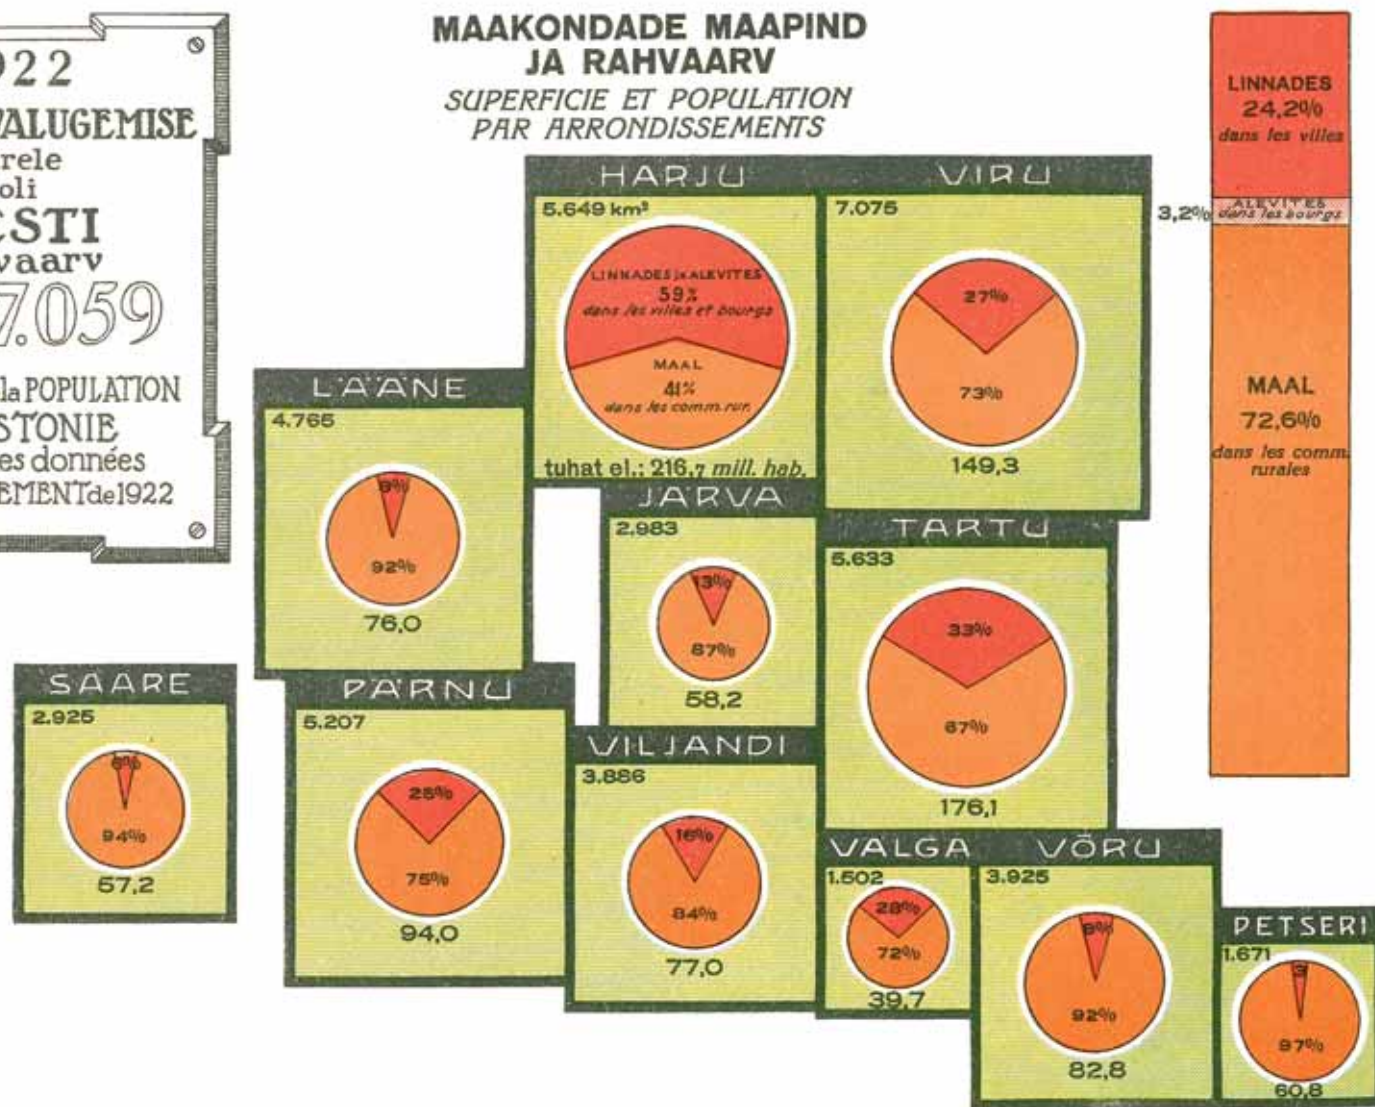 922
VALUGEMISE
rele
oli
ESTI
vaarv
7.059
la POPULATION
STONIE
es données
EMENT de 1922
MAAKONDADE MAAPIND
JA RAHVAARV
SUPERFICIE ET POPULATION
PAR ARRONDISSEMENTS
LINNADES
24,2%
dans les villes
3,2%
ALEVITES
dans les bourgs
MAAL
72,6%
dans les comm.
rurales
HARJU
5.649 km²
LINNADES JA ALEVITES
59%
dans les villes et bourgs
MAAL
41%
dans les comm. rur.
tuhat el.: 216,7 mill. hab.
VIRU
7.075
27%
73%
149,3
LÄÄNE
4.765
8%
92%
76,0
JÄRVA
2.983
13%
87%
58,2
TARTU
5.633
33%
67%
176,1
SAARE
2.925
6%
94%
57,2
PÄRNU
5.207
25%
75%
94,0
VILJANDI
3.886
16%
84%
77,0
VALGA
1.502
28%
72%
39,7
VÕRU
3.925
8%
92%
82,8
PETSERI
1.671
3
97%
60,8